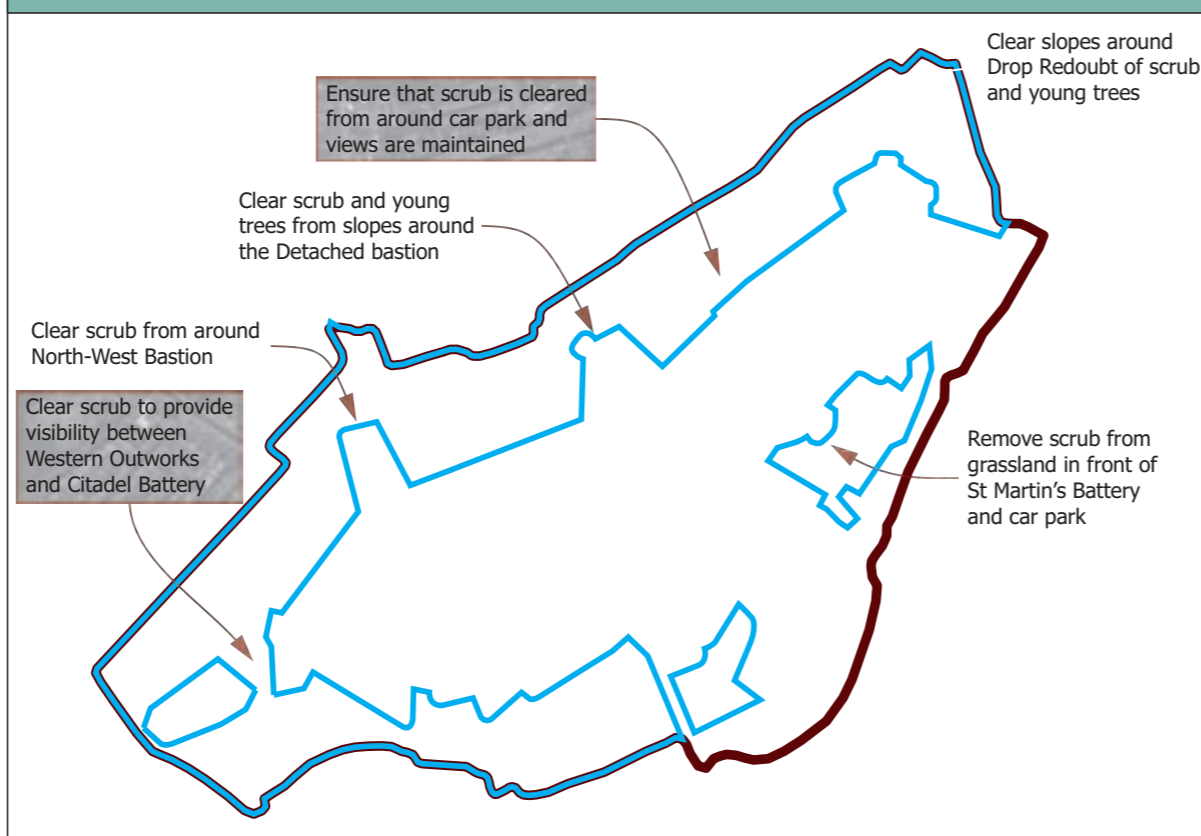 Clear slopes around
Drop Redoubt of scrub
and young trees
Ensure that scrub is cleared
from around car park and
views are maintained
Clear scrub and young
trees from slopes around
the Detached bastion
Clear scrub from around
North-West Bastion
Clear scrub to provide
visibility between
Western Outworks
and Citadel Battery
Remove scrub from
grassland in front of
St Martin’s Battery
and car park